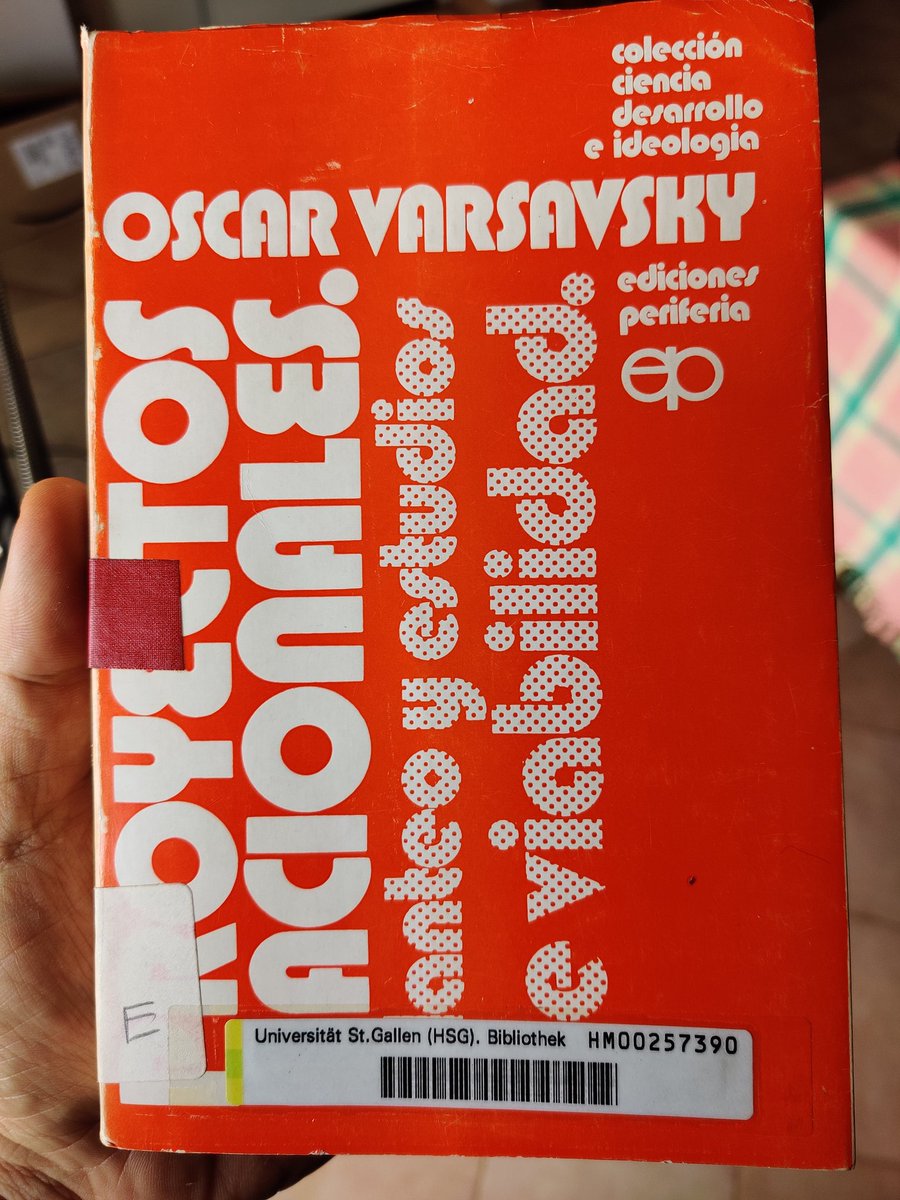 colección
ciencia
desarrollo
e ideologia
OSCAR VARSAVSKY
ediciones
periferia
ep
ROYECTOS
ACIONALES.
anteo y estudios
e viabilidad.
E
Universität St.Gallen (HSG). Bibliothek HM00257390